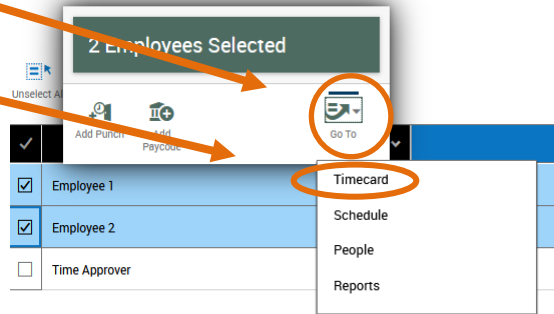 2 Employees Selected
Unselect Al
Add Punch
Add
Paycode
Go To
Employee 1
Employee 2
Time Approver
Timecard
Schedule
People
Reports